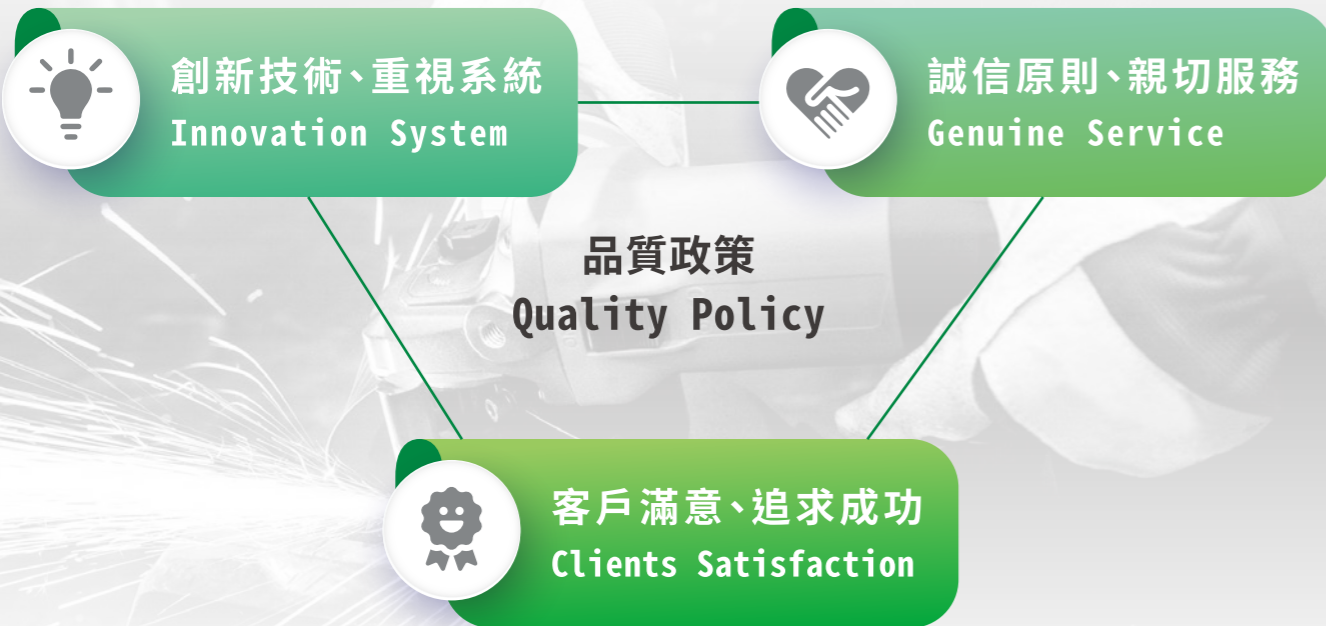 創新技術、重視系統
Innovation System
誠信原則、親切服務
Genuine Service
品質政策
Quality Policy
客戶滿意、追求成功
Clients Satisfaction